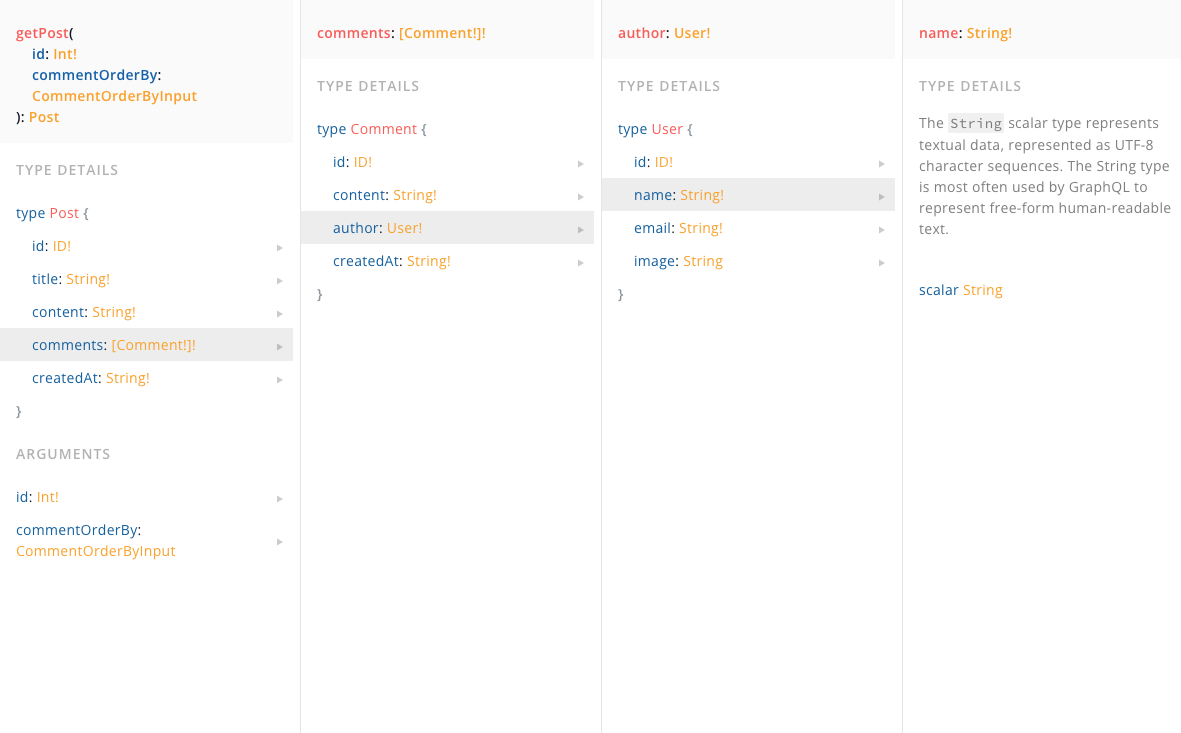 getPost(
id: Int!
commentOrderBy:
CommentOrderByInput
): Post
TYPE DETAILS
type Post {
id: ID!
title: String!
content: String!
comments: [Comment!]!
createdAt: String!
}
ARGUMENTS
id: Int!
commentOrderBy:
CommentOrderByInput
comments: [Comment!]!
TYPE DETAILS
type Comment {
id: ID!
content: String!
author: User!
createdAt: String!
}
author: User!
TYPE DETAILS
type User {
id: ID!
name: String!
email: String!
image: String
}
name: String!
TYPE DETAILS
The String scalar type represents
textual data, represented as UTF-8
character sequences. The String type
is most often used by GraphQL to
represent free-form human-readable
text.
scalar String